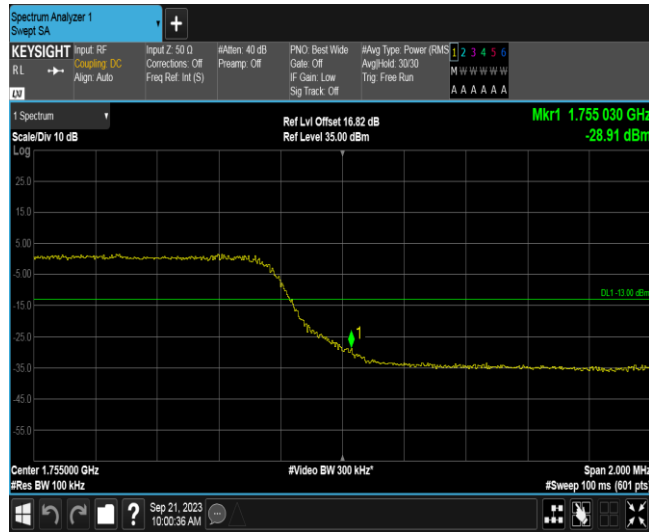 Spectrum Analyzer 1
Swept SA
KEYSIGHT
RL
LXI
Input: RF
Coupling: DC
Align: Auto
Input Z: 50 Ω
Corrections: Off
Freq Ref: Int (S)
#Atten: 40 dB
Preamp: Off
PNO: Best Wide
Gate: Off
IF Gain: Low
Sig Track: Off
#Avg Type: Power (RMS
Avg|Hold: 30/30
Trig: Free Run
1 2 3 4 5 6
M W W W W W
A A A A A A
1 Spectrum
Scale/Div 10 dB
Ref Lvl Offset 16.82 dB
Ref Level 35.00 dBm
Mkr1 1.755 030 GHz
-28.91 dBm
Log
25.0
15.0
5.00
-5.00
DL1 -13.00 dBm
-15.0
-25.0
1
-35.0
-45.0
-55.0
Center 1.755000 GHz
#Video BW 300 kHz*
Span 2.000 MHz
#Res BW 100 kHz
#Sweep 100 ms (601 pts)
?
Sep 21, 2023
10:00:36 AM